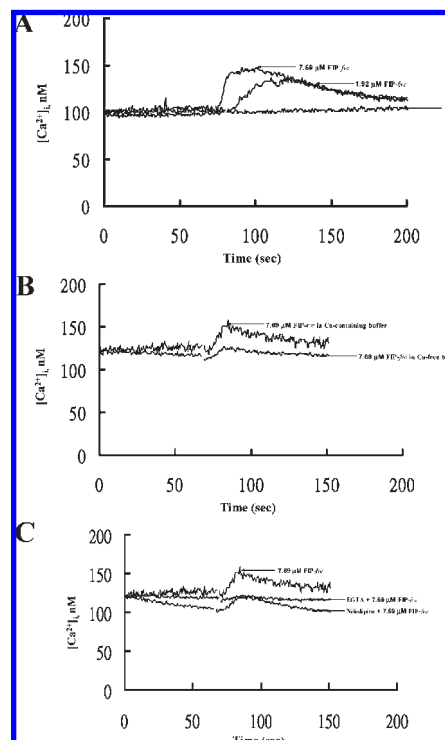 A
200
150
100
50
0
[Ca²⁺]ᵢ, nM
7.69 µM FIP-fve
1.92 µM FIP-fve
0 50 100 150 200
Time (sec)
B
200
150
100
50
0
[Ca²⁺]ᵢ, nM
7.69 µM FIP-fve in Ca-containing buffer
7.69 µM FIP-fve in Ca-free b
0 50 100 150 200
Time (sec)
C
200
150
100
50
0
[Ca²⁺]ᵢ, nM
7.69 µM FIP-fve
EGTA + 7.69 µM FIP-fve
Nifedipine + 7.69 µM FIP-fve
0 50 100 150 200
Time (sec)